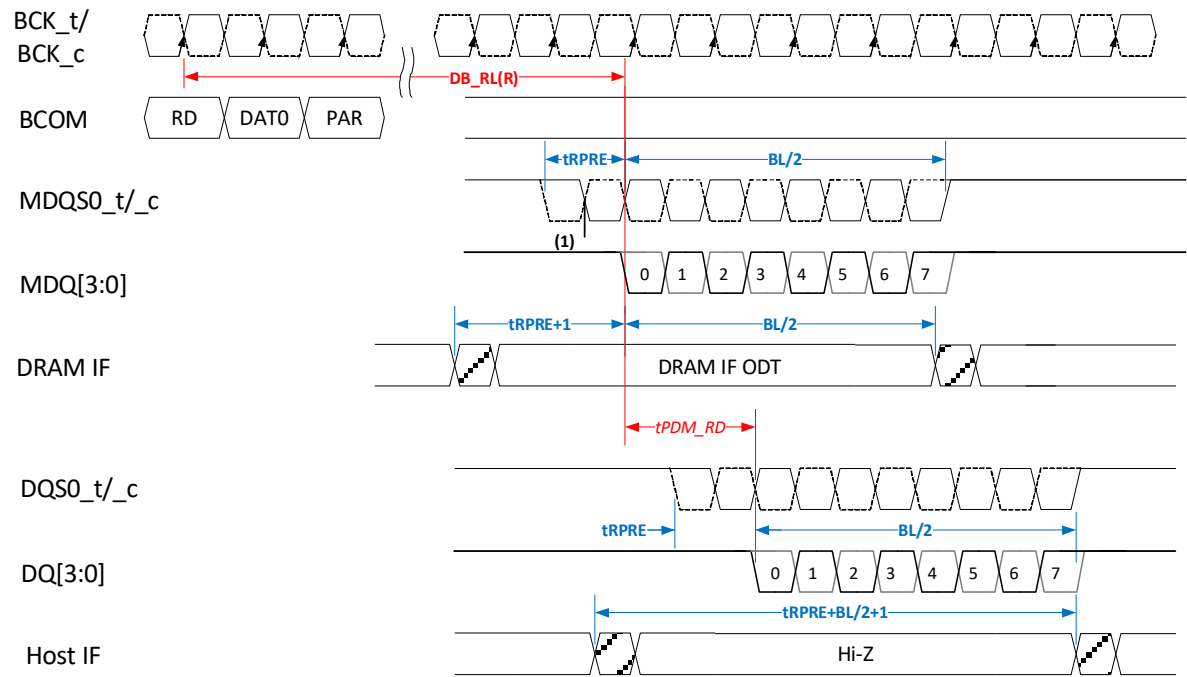 BCK_t/
BCK_c
DB_RL(R)
BCOM
RD DAT0 PAR
tRPRE BL/2
MDQS0_t/_c
(1)
MDQ[3:0]
0 1 2 3 4 5 6 7
tRPRE+1 BL/2
DRAM IF
DRAM IF ODT
tPDM_RD
DQS0_t/_c
tRPRE BL/2
DQ[3:0]
0 1 2 3 4 5 6 7
tRPRE+BL/2+1
Host IF
Hi-Z